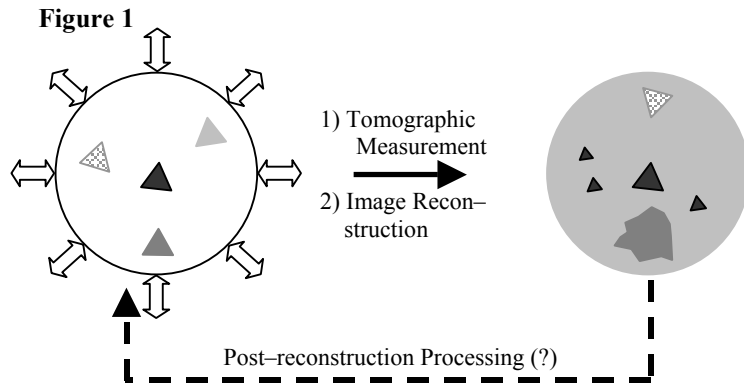 Figure 1
1) Tomographic
Measurement
2) Image Recon–
struction
Post–reconstruction Processing (?)